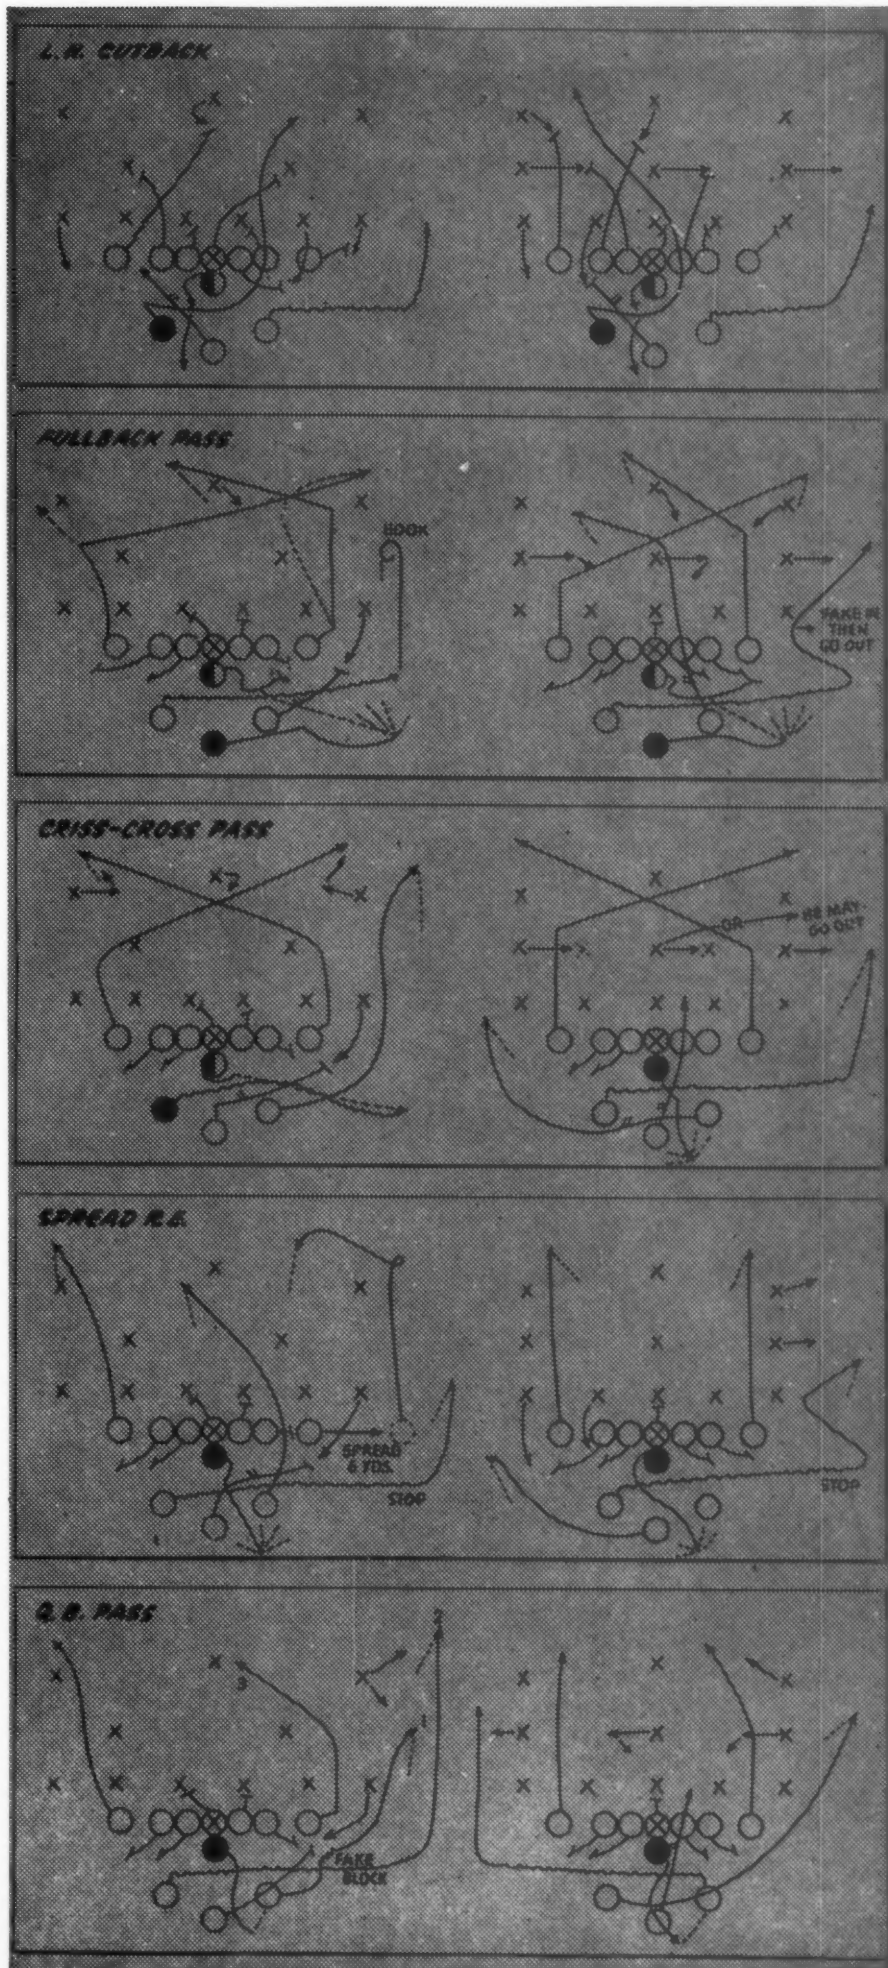 L.H. CUTBACK
FULLBACK PASS
HOOK
FAKE IN
THEN
GO OUT
CRISS-CROSS PASS
OR
HE MAY
GO OUT
SPREAD R.E.
SPREAD
6 YDS.
STOP
STOP
Q.B. PASS
2
3
1
FAKE
BLOCK